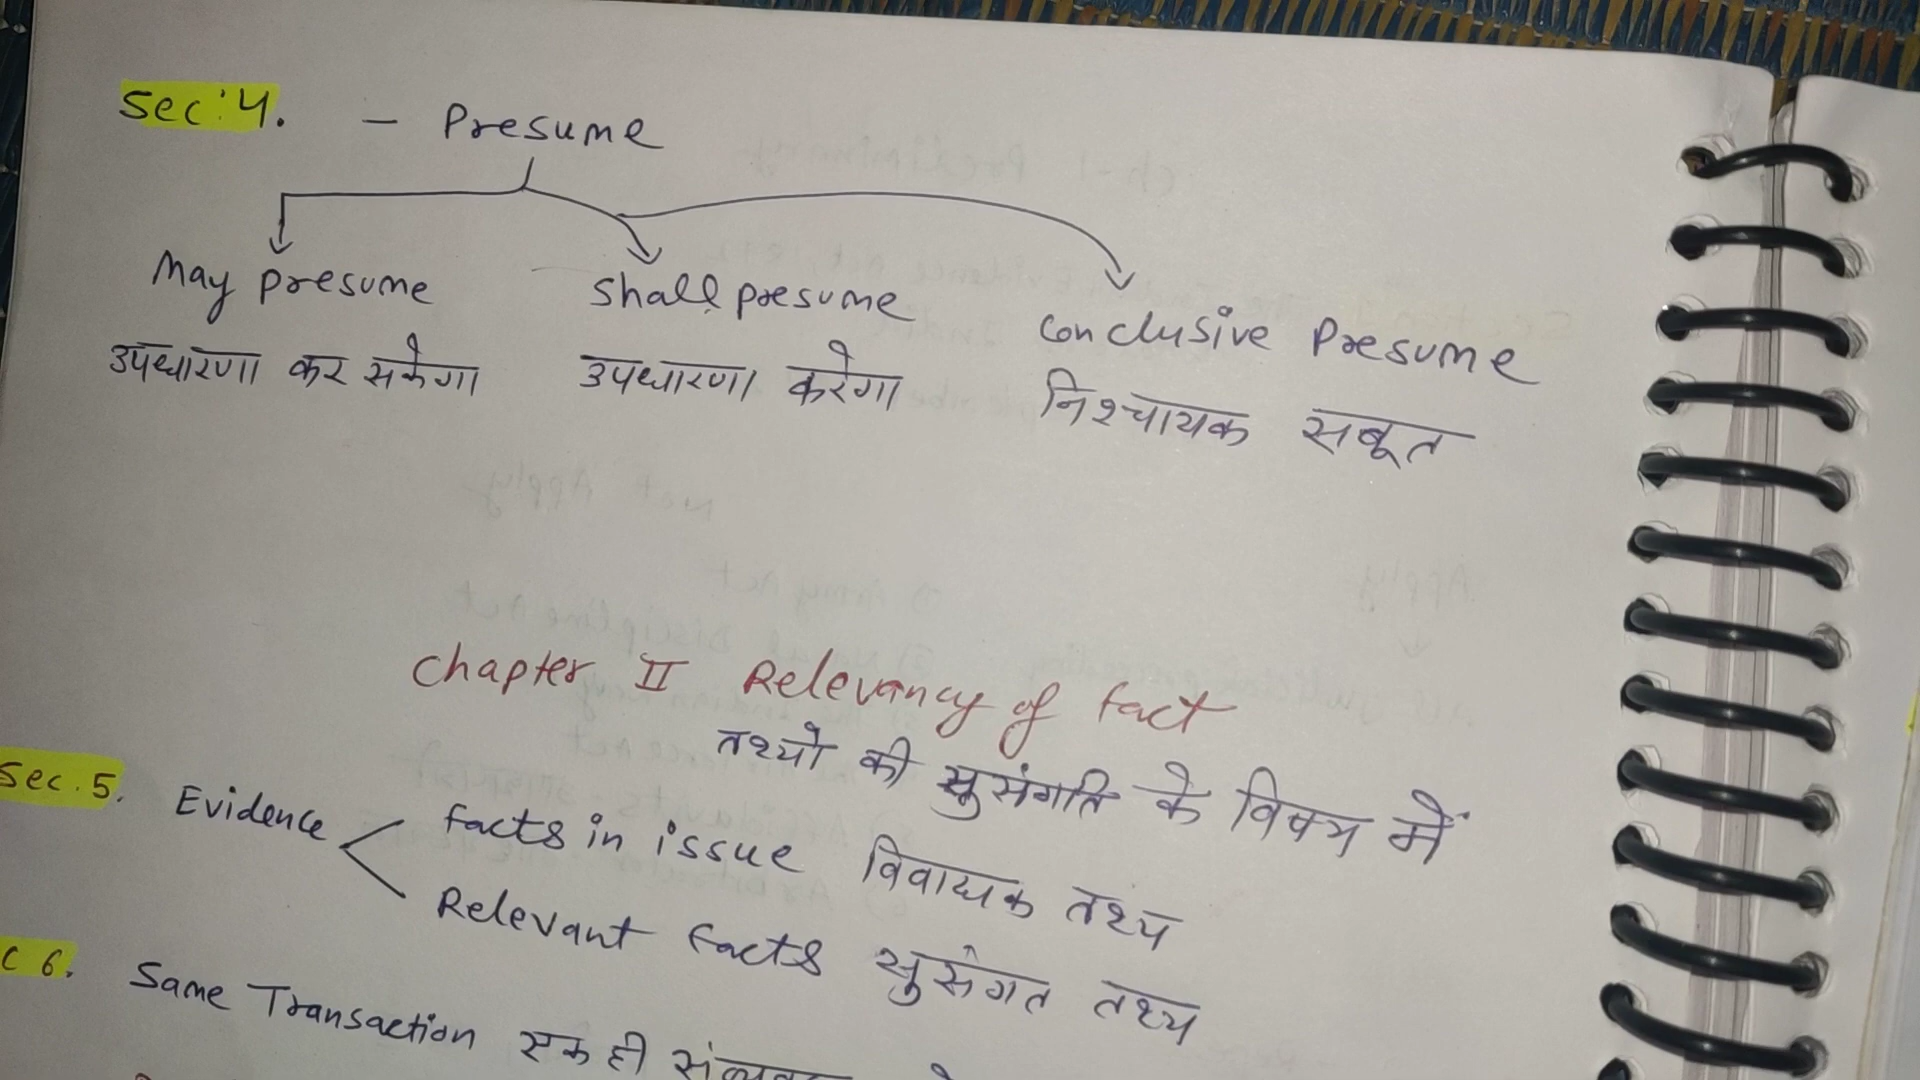 Sec: 4. - Presume
May presume
shall presume
Conclusive Presume
उपधारणा कर सकेगा
उपधारणा करेगा
निश्चायक सबूत
Chapter II Relevancy of fact
तथ्यों की सुसंगति के विषय में
Sec. 5. Evidence
facts in issue विवाद्यक तथ्य
Relevant facts सुसंगत तथ्य
c 6. Same Transaction एक ही